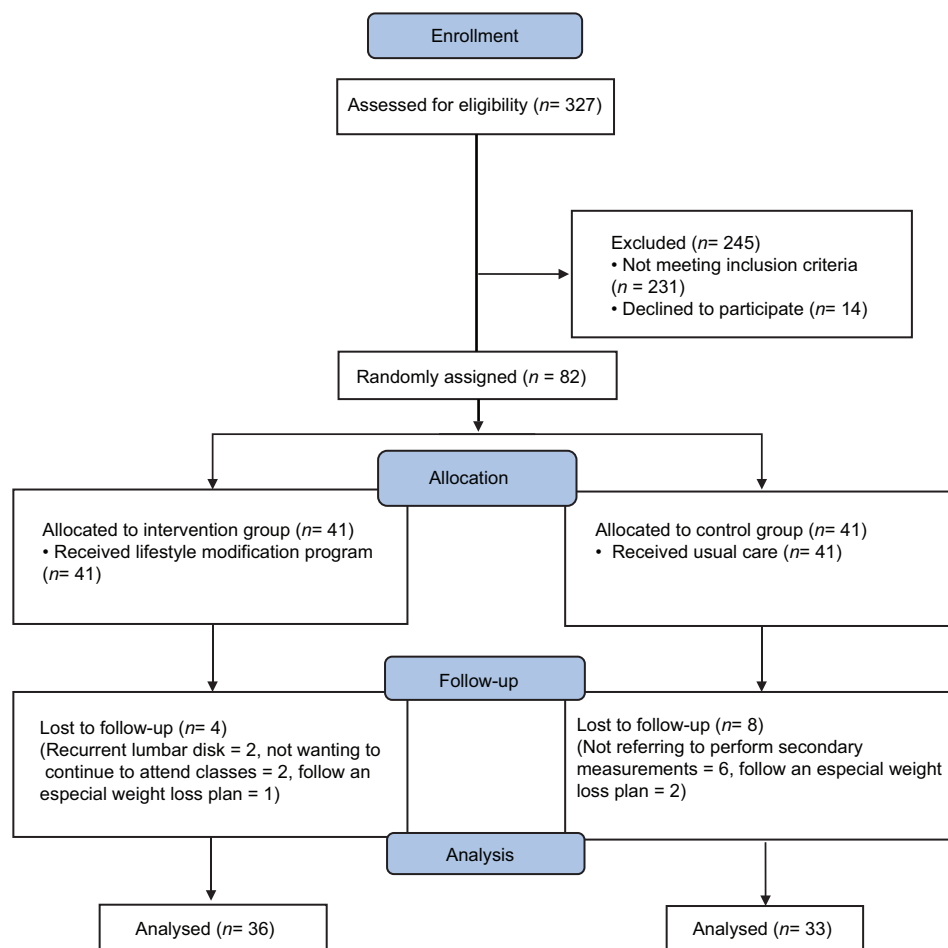 Enrollment
Assessed for eligibility (n= 327)
Excluded (n= 245)
• Not meeting inclusion criteria
(n = 231)
• Declined to participate (n= 14)
Randomly assigned (n = 82)
Allocation
Allocated to intervention group (n= 41)
• Received lifestyle modification program
(n= 41)
Allocated to control group (n= 41)
• Received usual care (n= 41)
Follow-up
Lost to follow-up (n= 4)
(Recurrent lumbar disk = 2, not wanting to
continue to attend classes = 2, follow an
especial weight loss plan = 1)
Lost to follow-up (n= 8)
(Not referring to perform secondary
measurements = 6, follow an especial weight
loss plan = 2)
Analysis
Analysed (n= 36)
Analysed (n= 33)